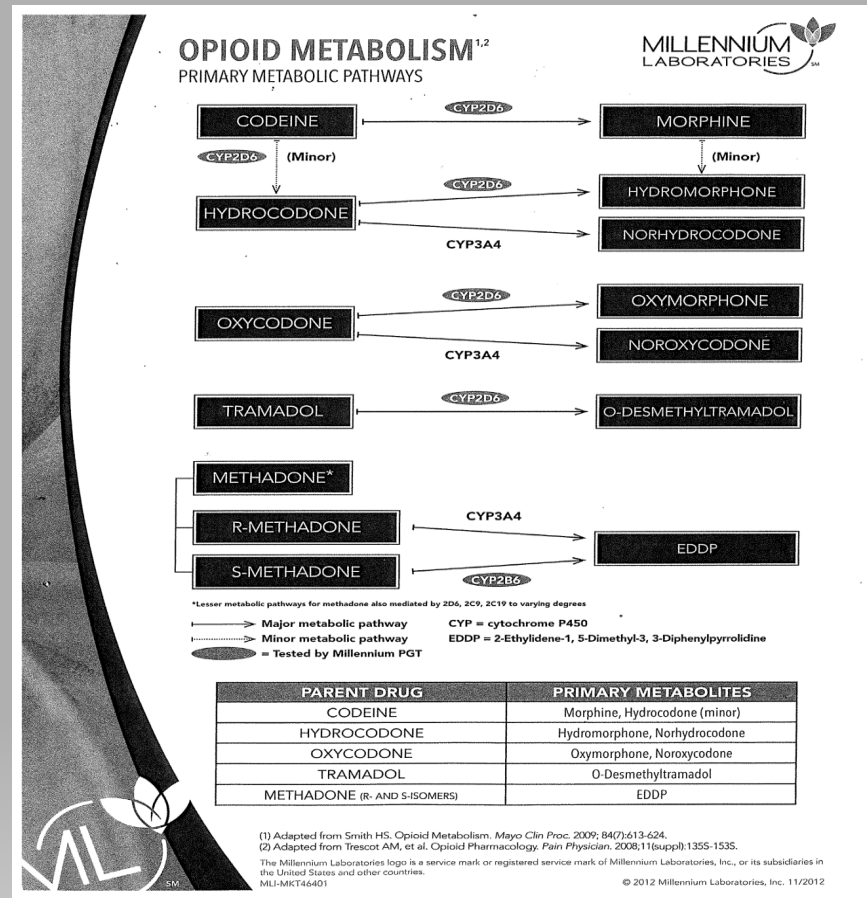 OPIOID METABOLISM1,2
PRIMARY METABOLIC PATHWAYS
MILLENNIUM
LABORATORIES SM
CODEINE
CYP2D6
MORPHINE
CYP2D6
(Minor)
(Minor)
HYDROCODONE
CYP2D6
HYDROMORPHONE
CYP3A4
NORHYDROCODONE
OXYCODONE
CYP2D6
OXYMORPHONE
CYP3A4
NOROXYCODONE
TRAMADOL
CYP2D6
O-DESMETHYLTRAMADOL
METHADONE*
R-METHADONE
CYP3A4
EDDP
S-METHADONE
CYP2B6
*Lesser metabolic pathways for methadone also mediated by 2D6, 2C9, 2C19 to varying degrees
Major metabolic pathway CYP = cytochrome P450
Minor metabolic pathway EDDP = 2-Ethylidene-1, 5-Dimethyl-3, 3-Diphenylpyrrolidine
= Tested by Millennium PGT
PARENT DRUG PRIMARY METABOLITES
CODEINE Morphine, Hydrocodone (minor)
HYDROCODONE Hydromorphone, Norhydrocodone
OXYCODONE Oxymorphone, Noroxycodone
TRAMADOL O-Desmethyltramadol
METHADONE (R- AND S-ISOMERS) EDDP
(1) Adapted from Smith HS. Opioid Metabolism. Mayo Clin Proc. 2009; 84(7):613-624.
(2) Adapted from Trescot AM, et al. Opioid Pharmacology. Pain Physician. 2008;11(suppl):135S-153S.
The Millennium Laboratories logo is a service mark or registered service mark of Millennium Laboratories, Inc., or its subsidiaries in
the United States and other countries.
MLI-MKT46401 © 2012 Millennium Laboratories, Inc. 11/2012
ML SM